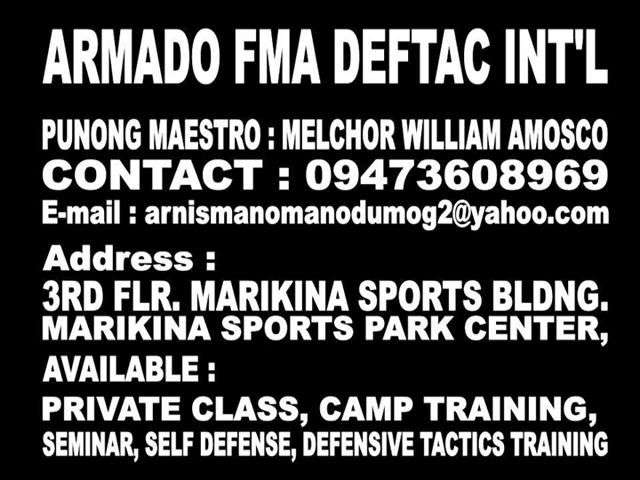 ARMADO FMA DEFTAC INT'L
PUNONG MAESTRO : MELCHOR WILLIAM AMOSCO
CONTACT : 09473608969
E-mail : arnismanomanodumog2@yahoo.com
Address :
3RD FLR. MARIKINA SPORTS BLDNG.
MARIKINA SPORTS PARK CENTER,
AVAILABLE :
PRIVATE CLASS, CAMP TRAINING,
SEMINAR, SELF DEFENSE, DEFENSIVE TACTICS TRAINING